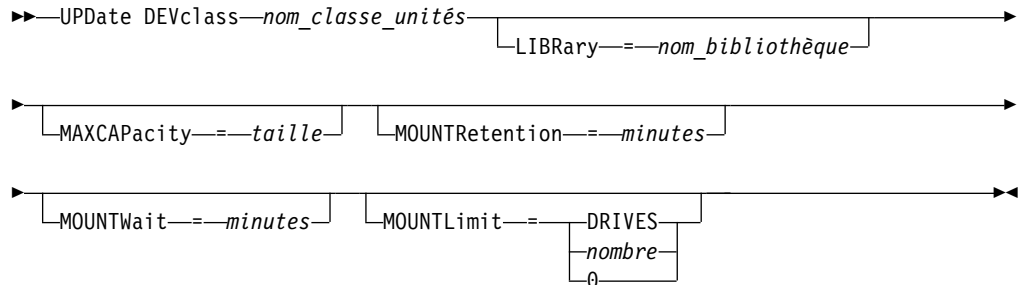 UPDate DEVclass nom_classe_unités
LIBRary = nom_bibliothèque
MAXCAPacity = taille MOUNTRetention = minutes
MOUNTWait = minutes MOUNTLimit = DRIVES
nombre
0